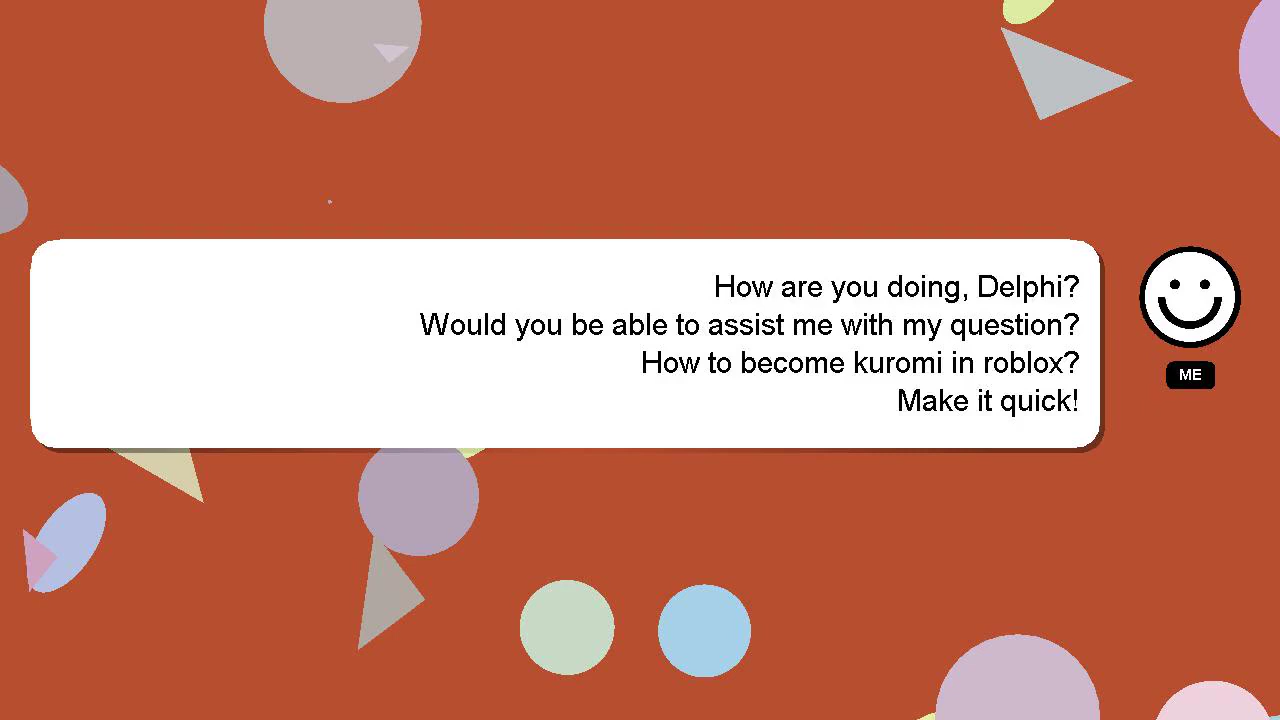 How are you doing, Delphi?
Would you be able to assist me with my question?
How to become kuromi in roblox?
Make it quick!
ME